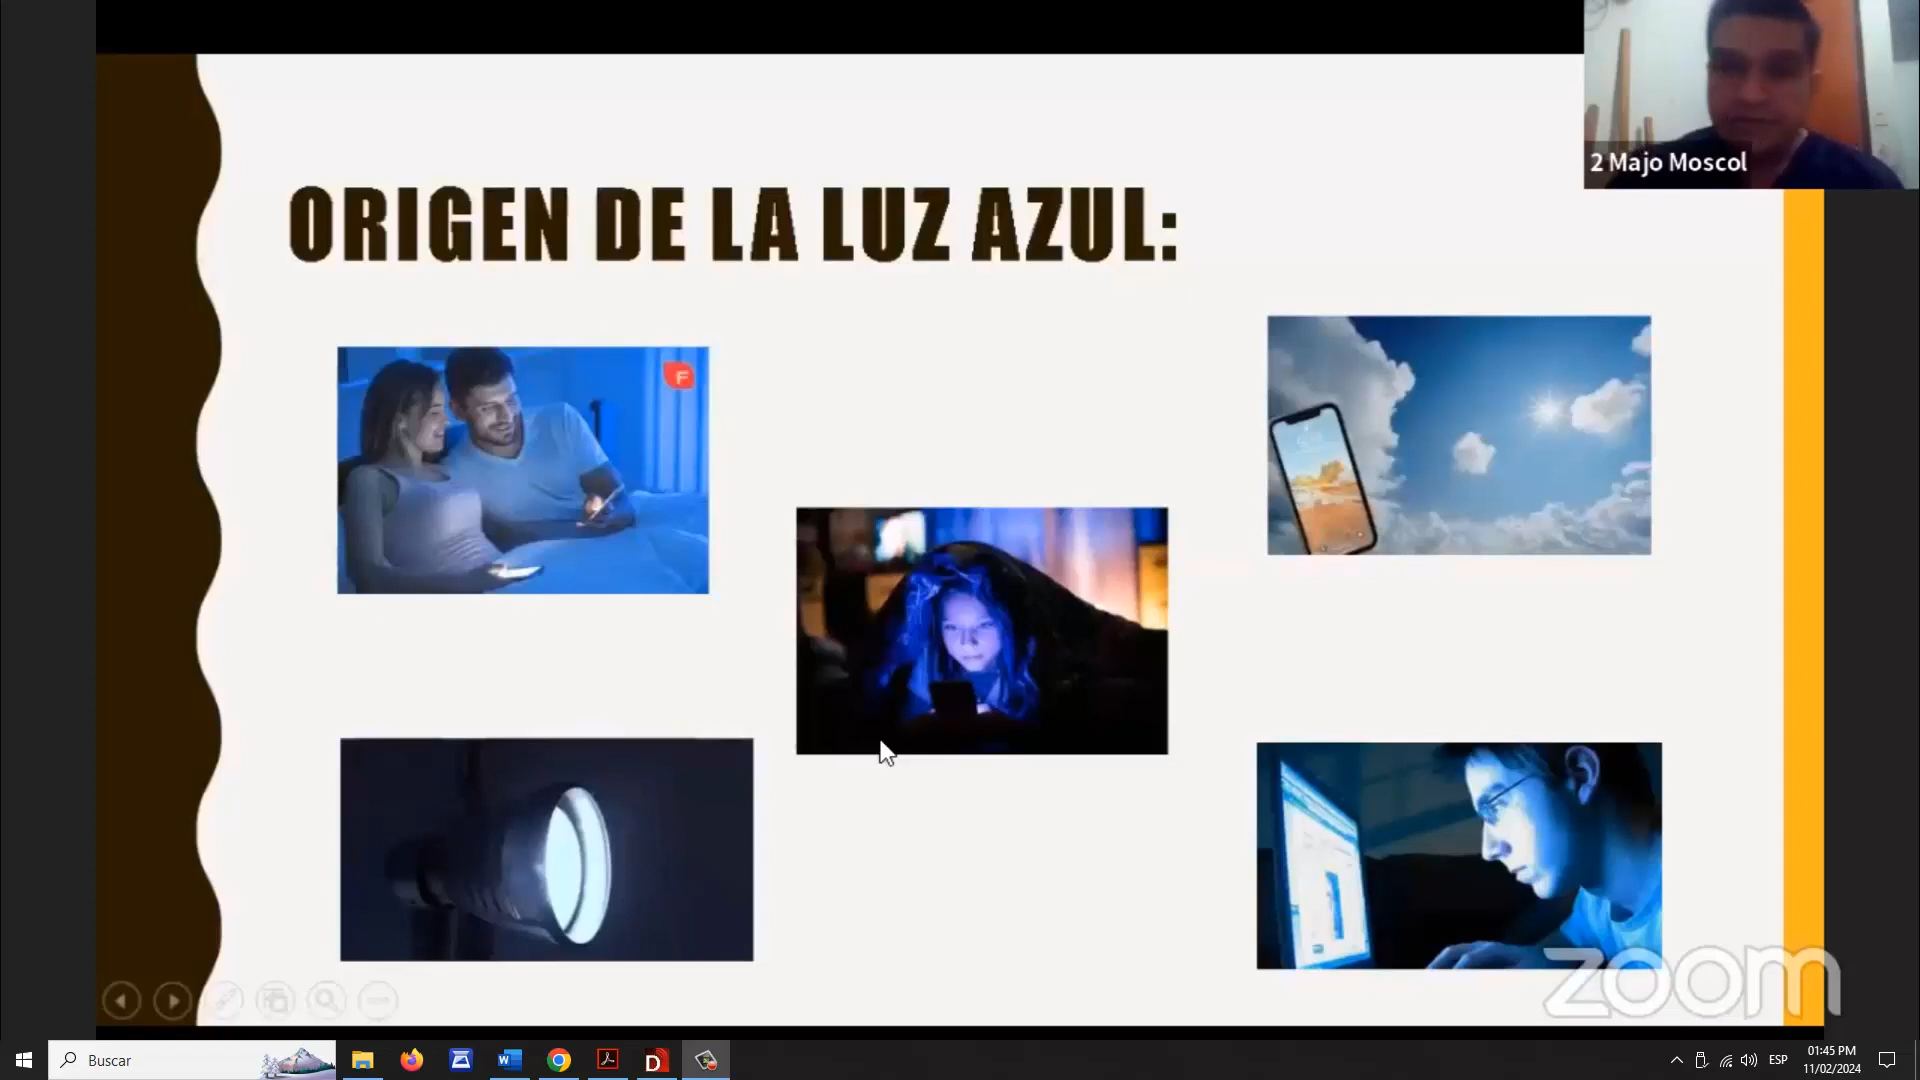 2 Majo Moscol
ORIGEN DE LA LUZ AZUL:
F
zoom
Buscar
ESP
01:45 PM
11/02/2024